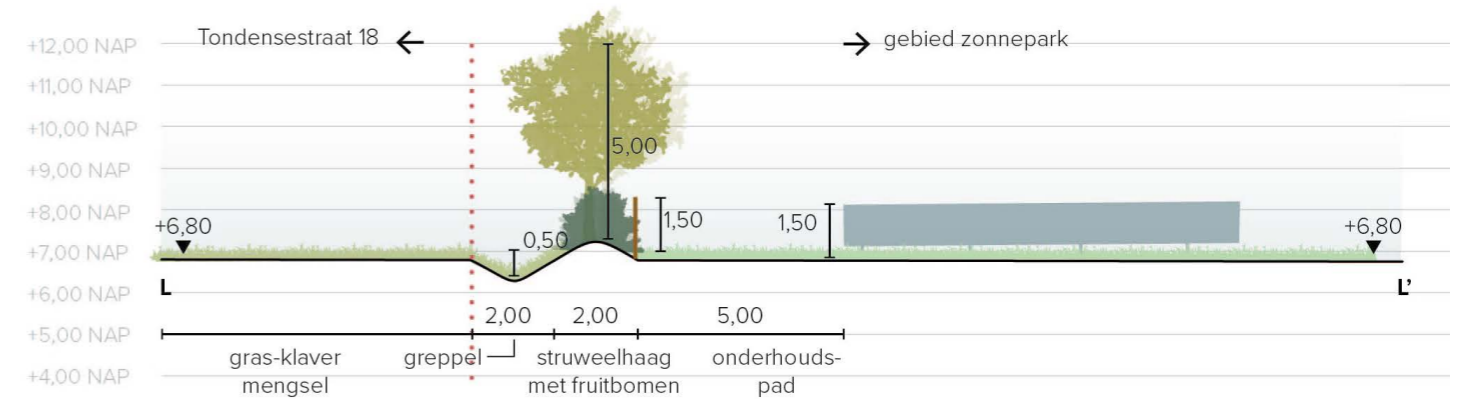 Tondensestraat 18
gebied zonnepark
+12,00 NAP
+11,00 NAP
+10,00 NAP
+9,00 NAP
+8,00 NAP
+7,00 NAP
+6,00 NAP
+5,00 NAP
+4,00 NAP
5,00
+6,80
0,50
1,50
1,50
+6,80
L
L'
2,00
2,00
5,00
gras-klaver
mengsel
greppel
struweelhaag
met fruitbomen
onderhouds-
pad